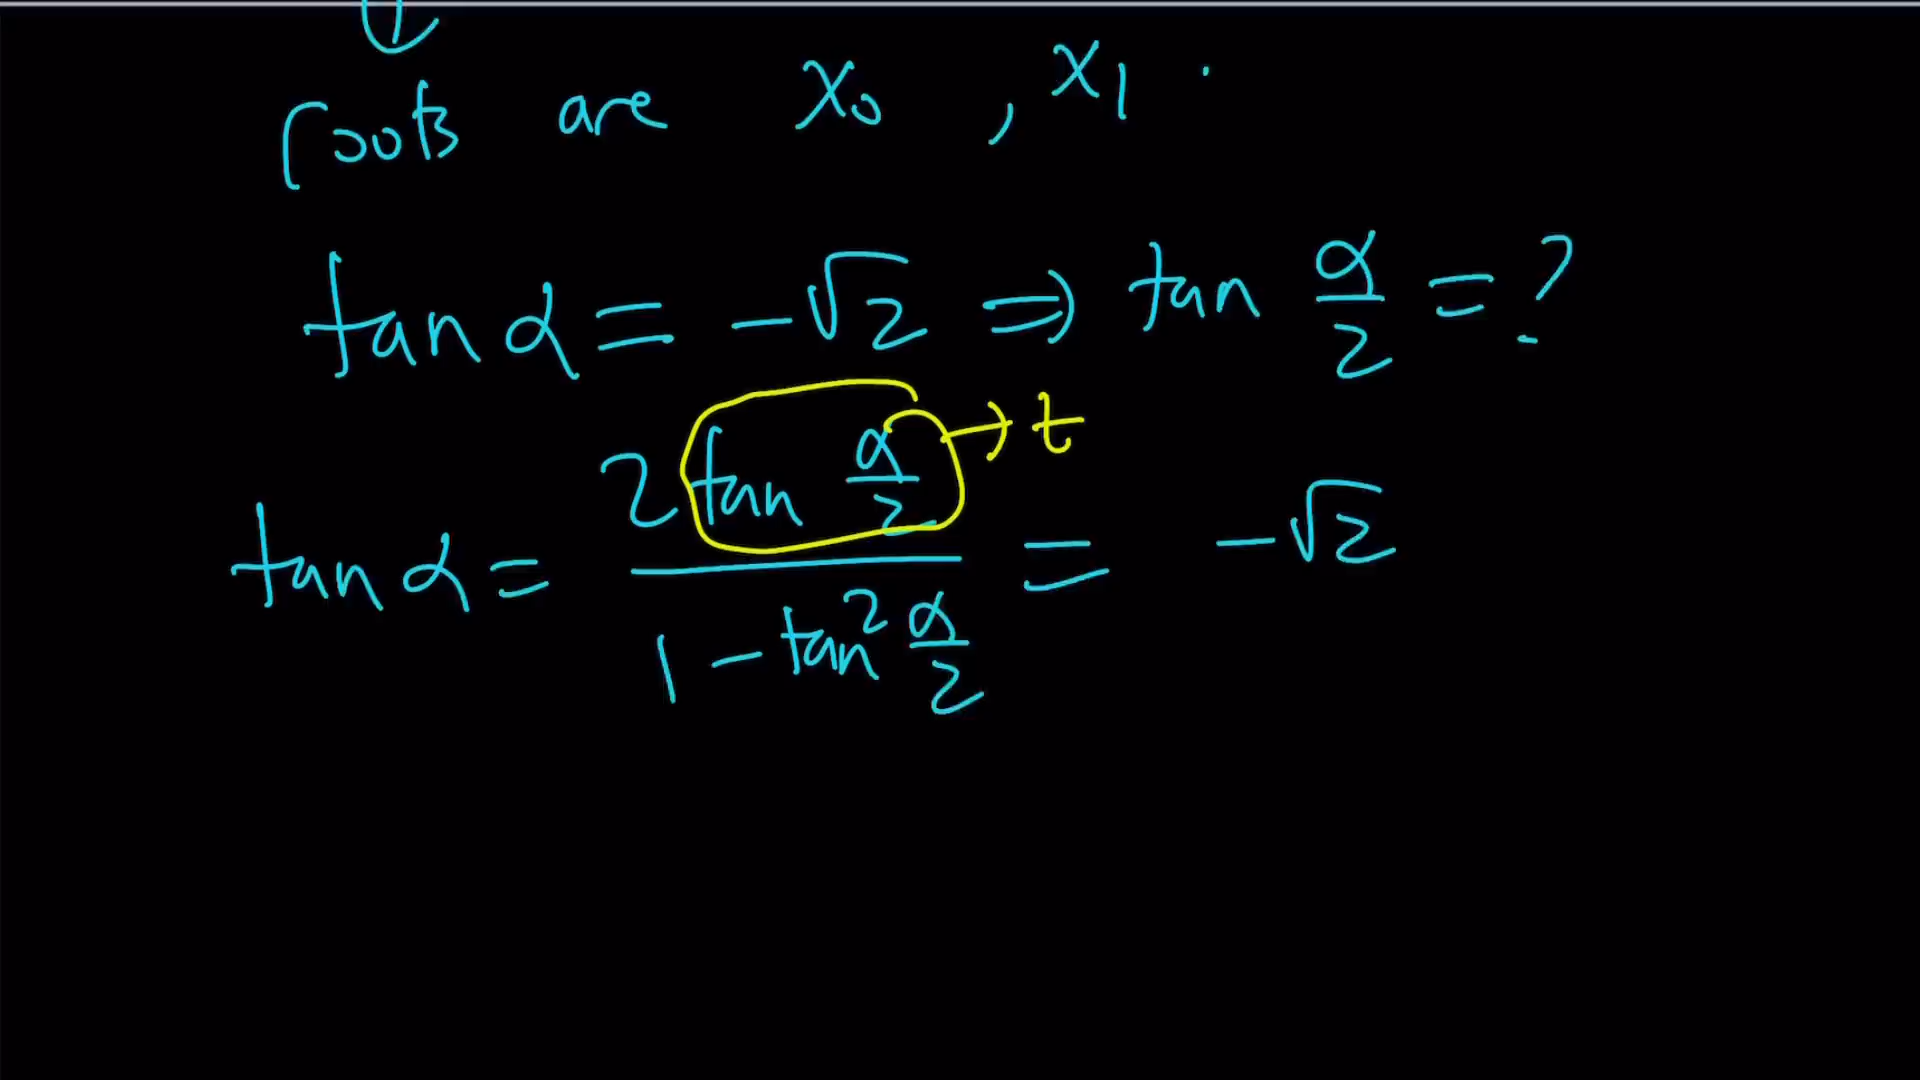 roots are x₀ , x₁ .
tan α = -√2 ⇒ tan α/2 = ?
tan α = (2 tan α/2) / (1 - tan² α/2) = -√2
→ t